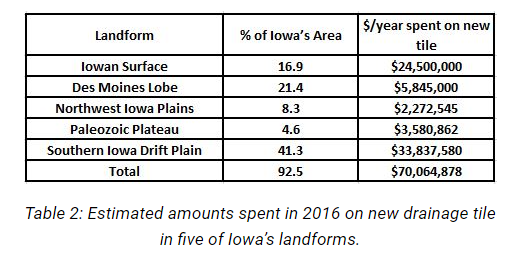 Landform % of Iowa's Area $/year spent on new tile
Iowan Surface 16.9 $24,500,000
Des Moines Lobe 21.4 $5,845,000
Northwest Iowa Plains 8.3 $2,272,545
Paleozoic Plateau 4.6 $3,580,862
Southern Iowa Drift Plain 41.3 $33,837,580
Total 92.5 $70,064,878
Table 2: Estimated amounts spent in 2016 on new drainage tile
in five of Iowa's landforms.